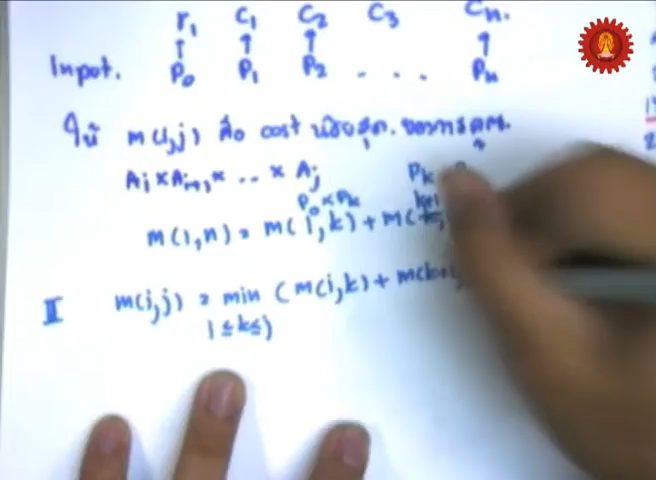 r₁ C₁ C₂ C₃ Cn.
↑ ↑ ↑ ↑
Input. P₀ P₁ P₂ . . . Pn
ให้ m(i,j) คือ cost น้อยสุด. ของการคูณ.
Ai × Ai+1 × .. × Aj
P₀ × Pk
m(1,n) = m(1,k) + m(
II m(i,j) = min (m(i,k) + m(k+1,
1 ≤ k ≤ j